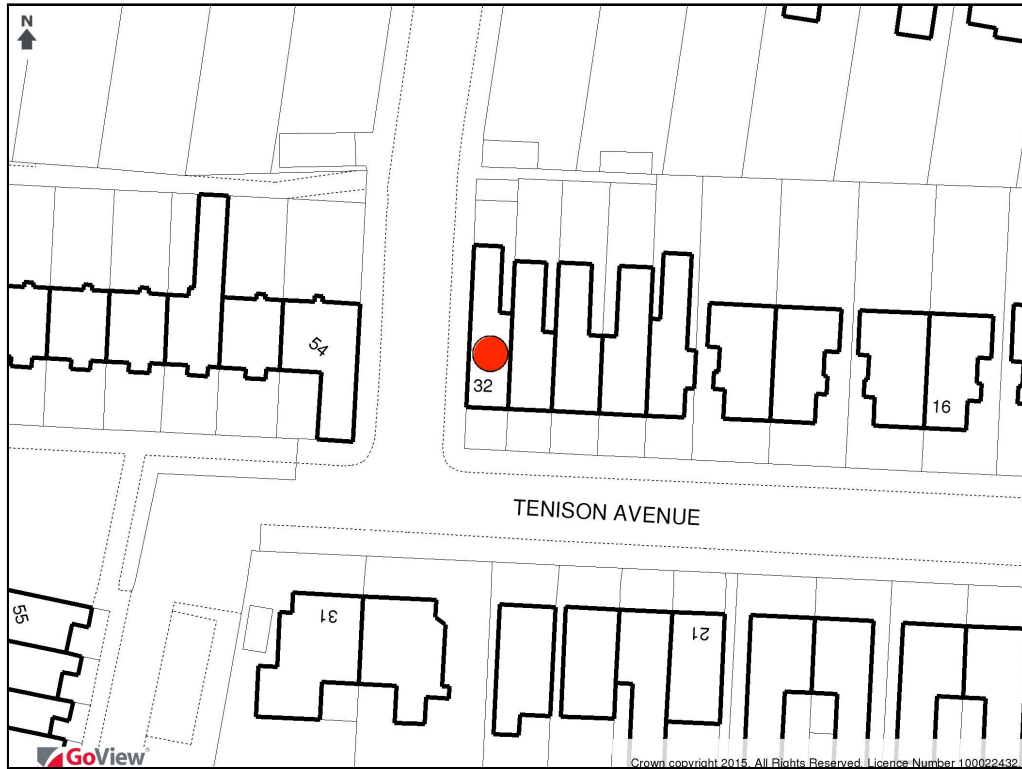 N
54
32
16
TENISON AVENUE
55
31
21
GoView
Crown copyright 2015. All Rights Reserved. Licence Number 100022432.